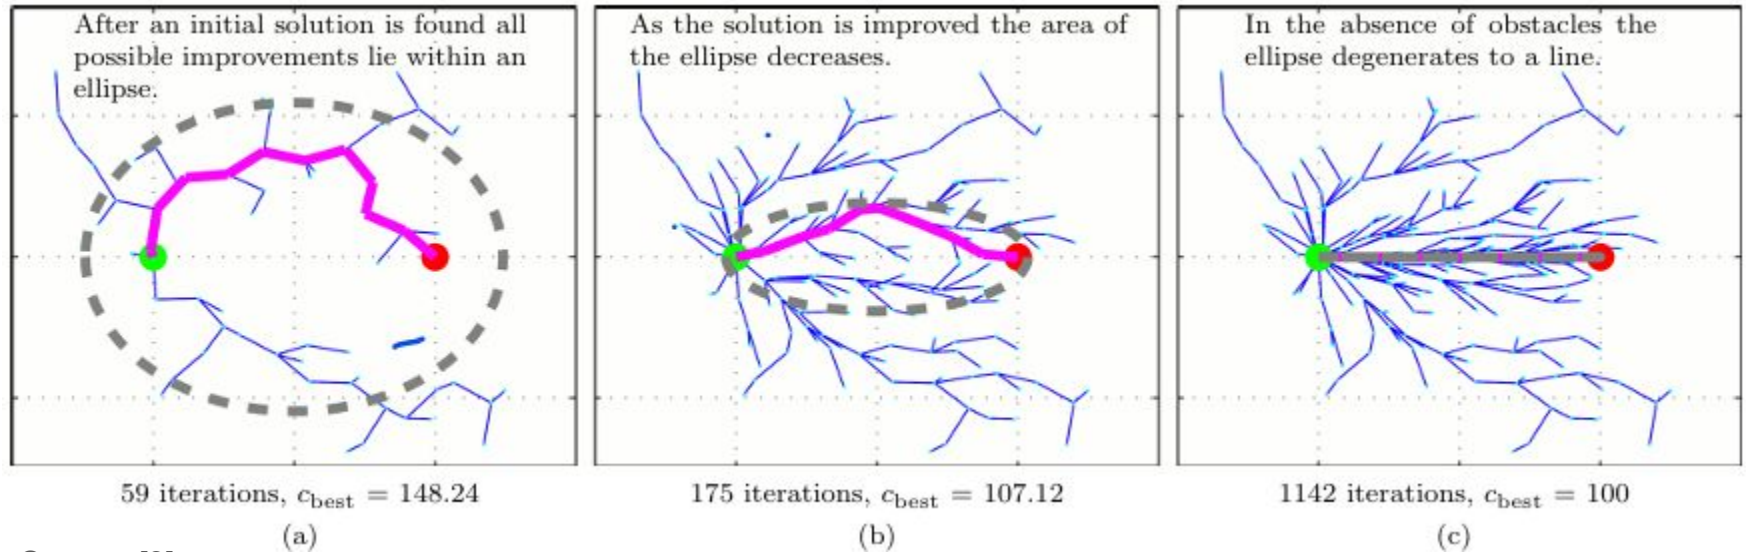 After an initial solution is found all
possible improvements lie within an
ellipse.
As the solution is improved the area of
the ellipse decreases.
In the absence of obstacles the
ellipse degenerates to a line.
59 iterations, c_best = 148.24
175 iterations, c_best = 107.12
1142 iterations, c_best = 100
(a)
(b)
(c)